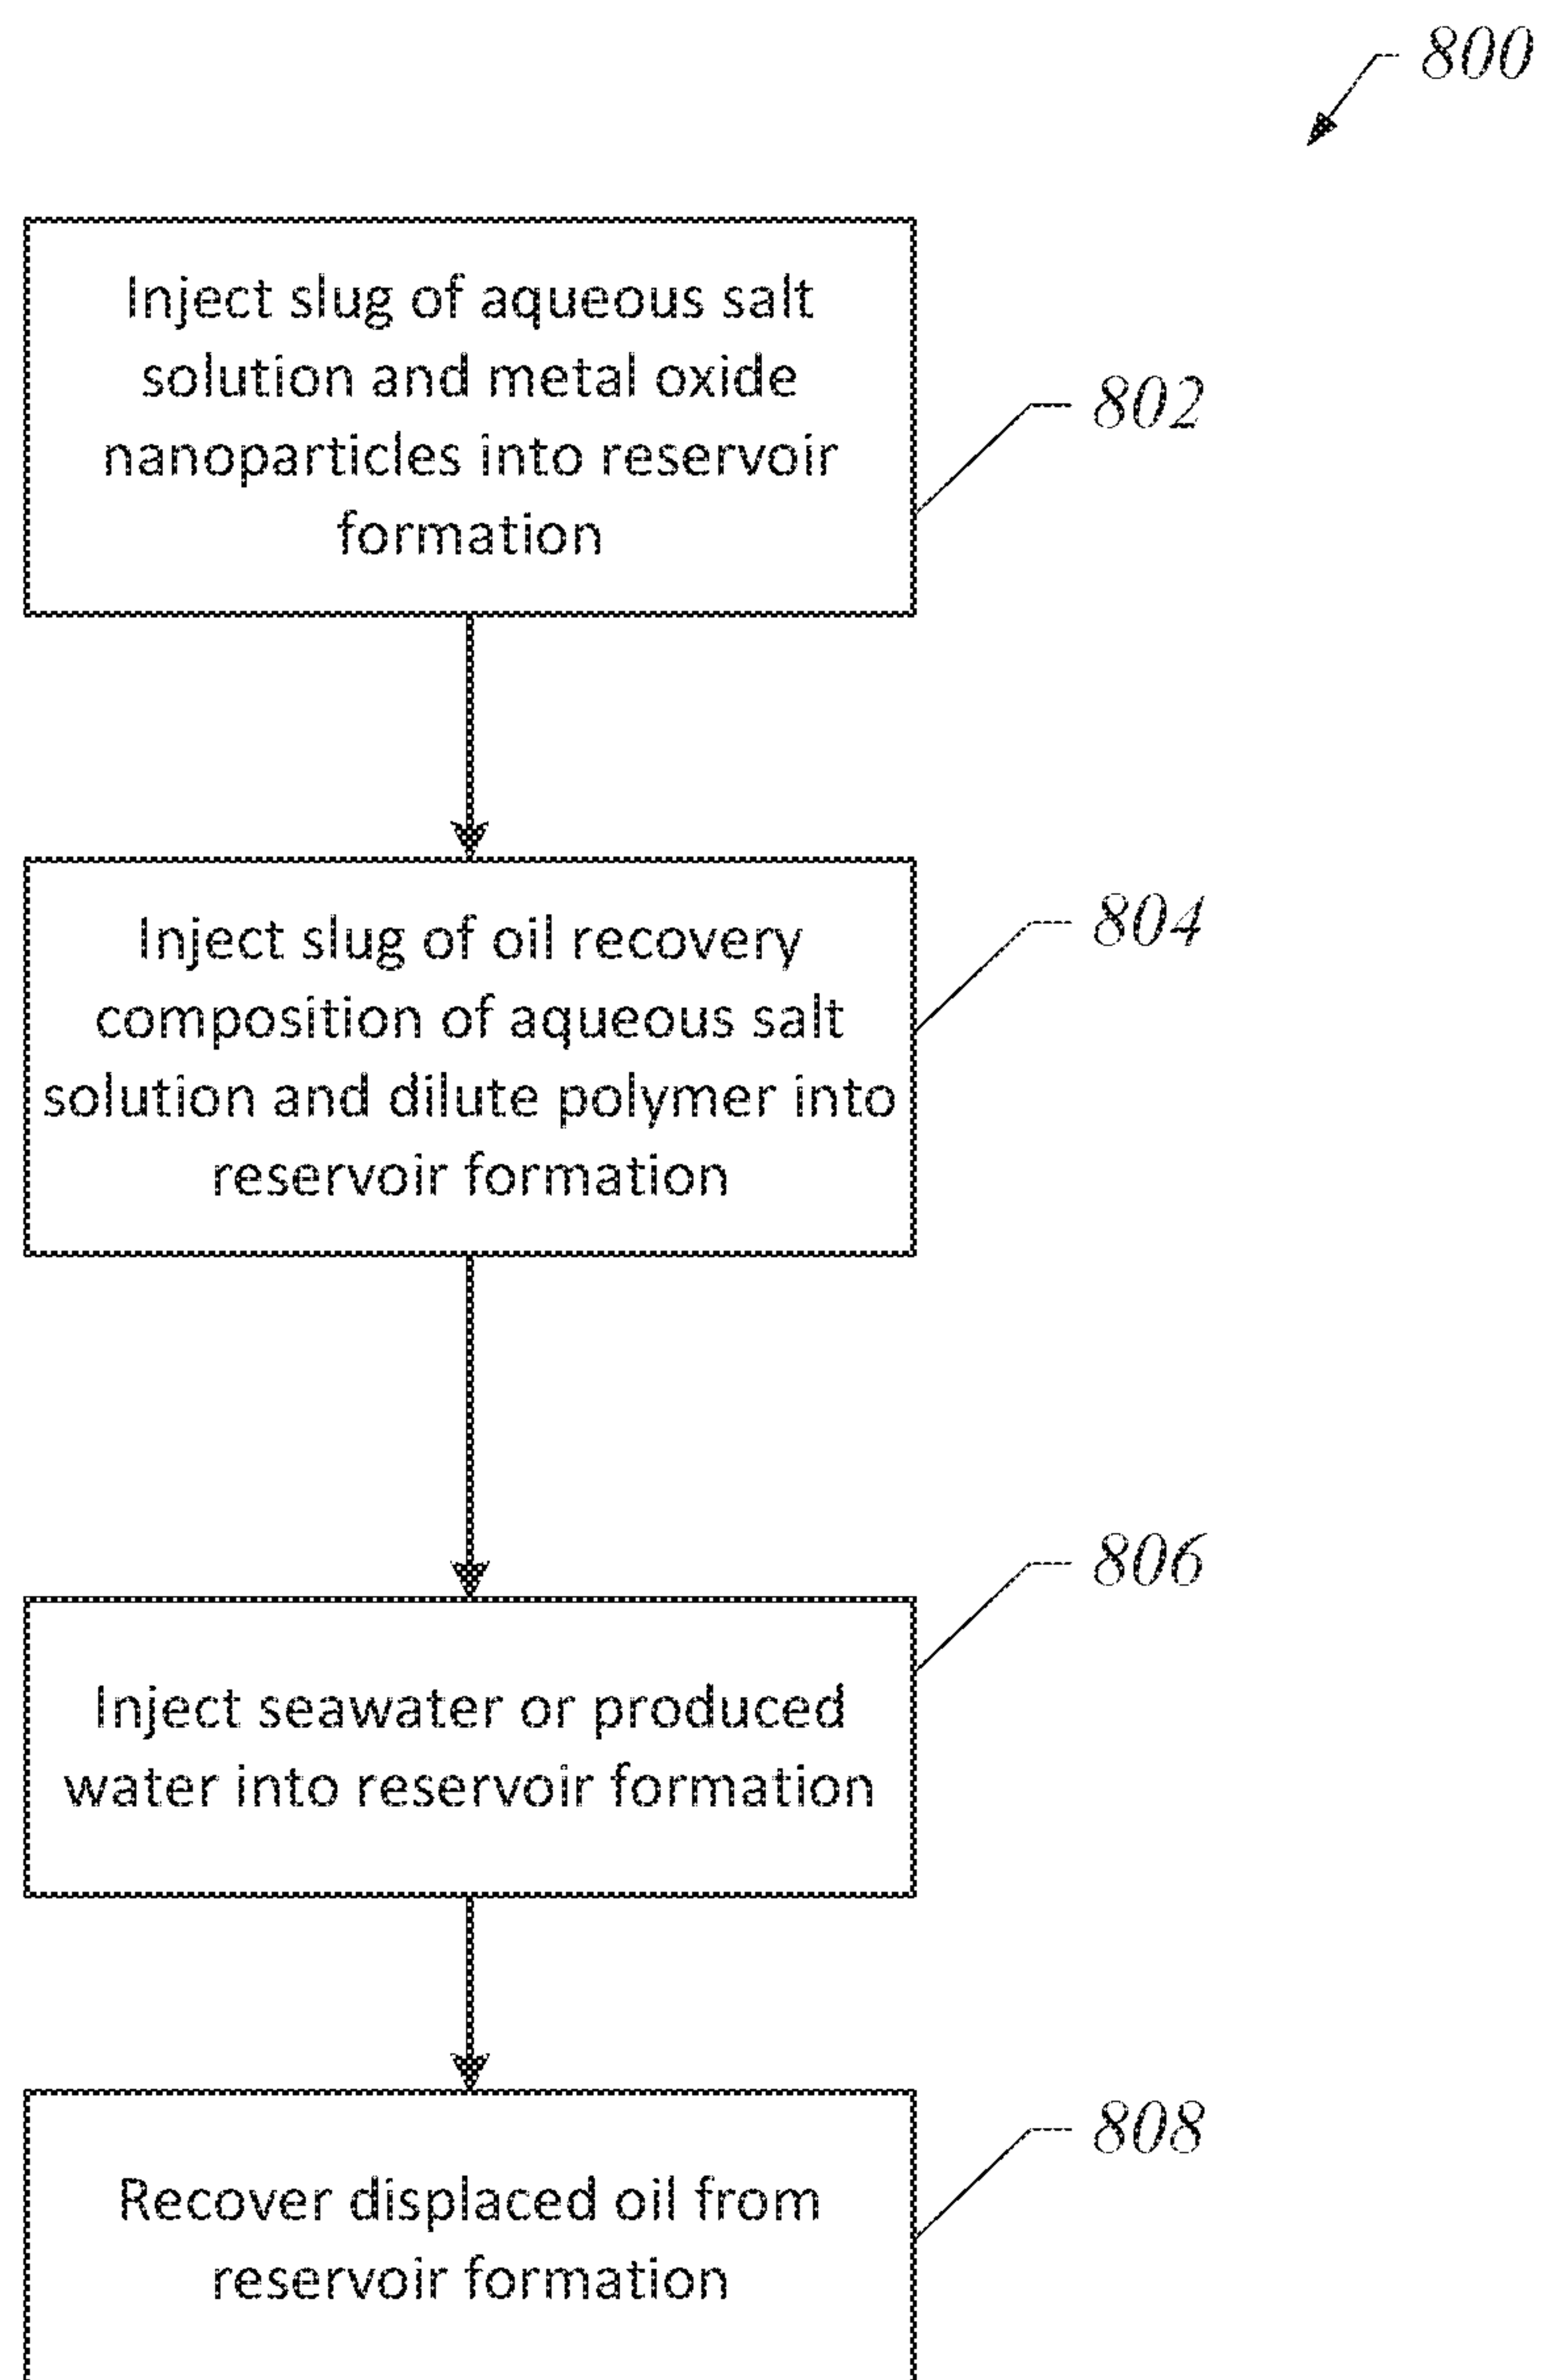 800
Inject slug of aqueous salt
solution and metal oxide
nanoparticles into reservoir
formation
802
Inject slug of oil recovery
composition of aqueous salt
solution and dilute polymer into
reservoir formation
804
Inject seawater or produced
water into reservoir formation
806
Recover displaced oil from
reservoir formation
808